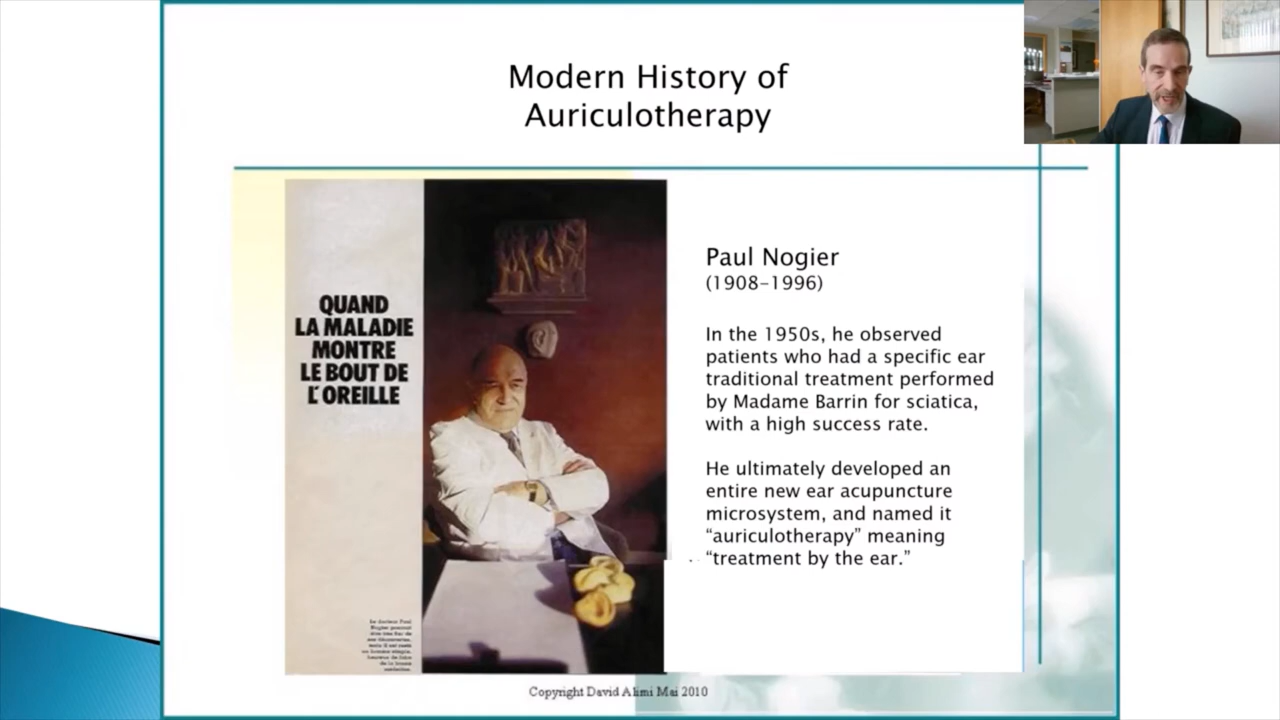 Modern History of
Auriculotherapy
QUAND
LA MALADIE
MONTRE
LE BOUT DE
L'OREILLE
Paul Nogier
(1908-1996)
In the 1950s, he observed
patients who had a specific ear
traditional treatment performed
by Madame Barrin for sciatica,
with a high success rate.
He ultimately developed an
entire new ear acupuncture
microsystem, and named it
“auriculotherapy” meaning
“treatment by the ear.”
Copyright David Alimi Mai 2010